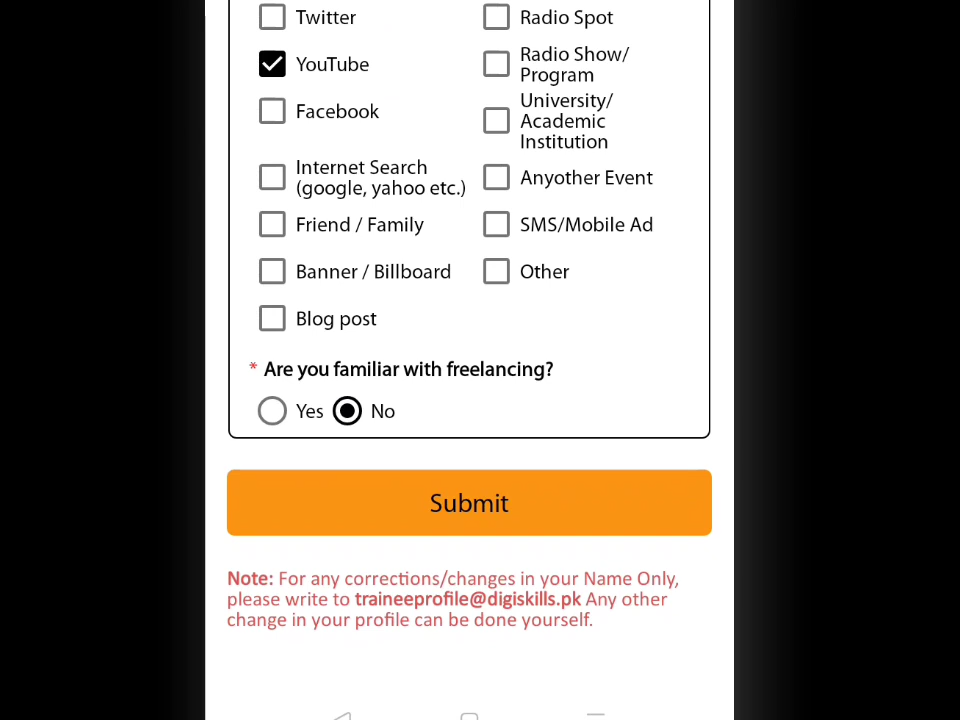 Twitter
Radio Spot
YouTube
Radio Show/
Program
Facebook
University/
Academic
Institution
Internet Search
(google, yahoo etc.)
Anyother Event
Friend / Family
SMS/Mobile Ad
Banner / Billboard
Other
Blog post
* Are you familiar with freelancing?
Yes No
Submit
Note: For any corrections/changes in your Name Only,
please write to traineeprofile@digiskills.pk Any other
change in your profile can be done yourself.